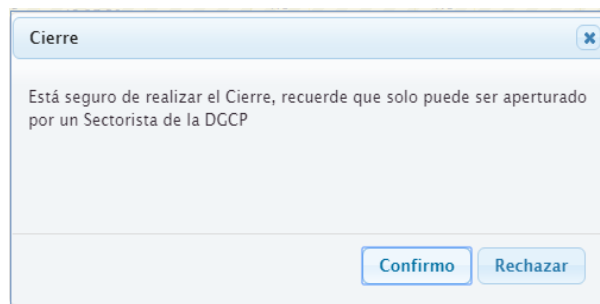 Cierre
Está seguro de realizar el Cierre, recuerde que solo puede ser aperturado
por un Sectorista de la DGCP
Confirmo
Rechazar